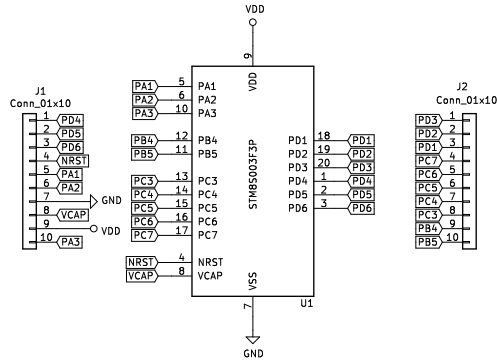 VDD
9
VDD
J1
Conn_01x10
1 PD4
2 PD5
3 PD6
4 NRST
5 PA1
6 PA2
7 GND
8 VCAP
9 VDD
10 PA3
PA1 5 PA1
PA2 6 PA2
PA3 10 PA3
PB4 12 PB4
PB5 11 PB5
PC3 13 PC3
PC4 14 PC4
PC5 15 PC5
PC6 16 PC6
PC7 17 PC7
NRST 4 NRST
VCAP 8 VCAP
STM8S003F3P
PD1 18 PD1
PD2 19 PD2
PD3 20 PD3
PD4 1 PD4
PD5 2 PD5
PD6 3 PD6
VSS
U1
7
GND
J2
Conn_01x10
PD3 1
PD2 2
PD1 3
PC7 4
PC6 5
PC5 6
PC4 7
PC3 8
PB4 9
PB5 10